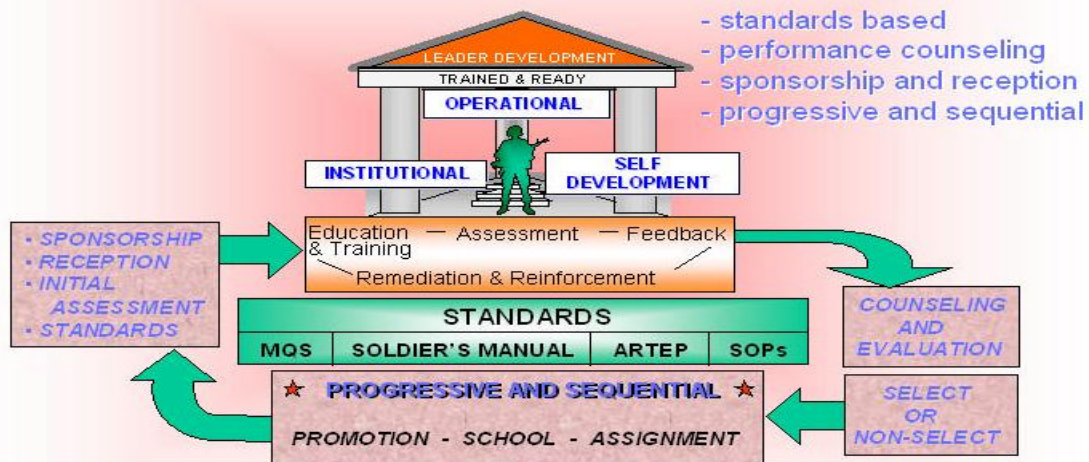 - standards based
- performance counseling
- sponsorship and reception
- progressive and sequential
LEADER DEVELOPMENT
TRAINED & READY
OPERATIONAL
INSTITUTIONAL
SELF
DEVELOPMENT
• SPONSORSHIP
• RECEPTION
• INITIAL
ASSESSMENT
• STANDARDS
Education — Assessment — Feedback
& Training
Remediation & Reinforcement
COUNSELING
AND
EVALUATION
STANDARDS
MQS SOLDIER'S MANUAL ARTEP SOPs
PROGRESSIVE AND SEQUENTIAL
PROMOTION - SCHOOL - ASSIGNMENT
SELECT
OR
NON-SELECT